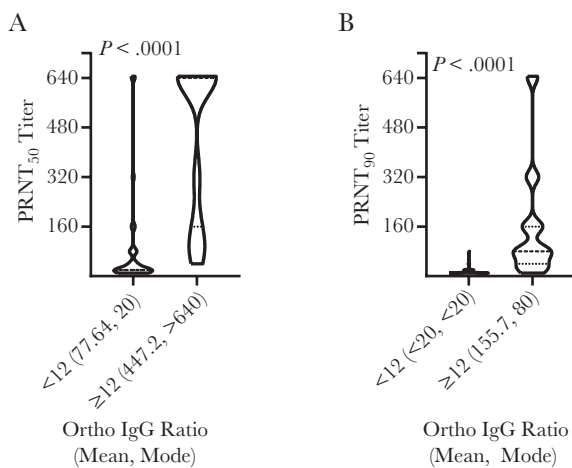 A
P < .0001
PRNT50 Titer
640
480
320
160
<12 (77.64, 20)
≥12 (447.2, >640)
Ortho IgG Ratio
(Mean, Mode)
B
P < .0001
PRNT90 Titer
640
480
320
160
<12 (<20, <20)
≥12 (155.7, 80)
Ortho IgG Ratio
(Mean, Mode)